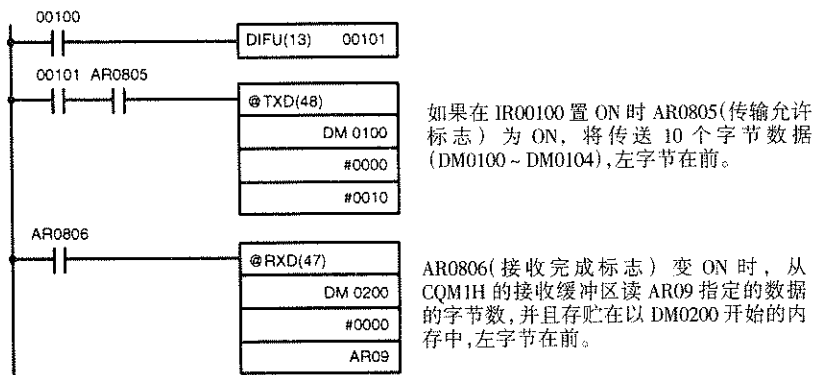 00100
DIFU(13) 00101
00101 AR0805
@TXD(48)
DM 0100
#0000
#0010
如果在 IR00100 置 ON 时 AR0805(传输允许
标志) 为 ON, 将传送 10 个字节数据
(DM0100 ~ DM0104),左字节在前。
AR0806
@RXD(47)
DM 0200
#0000
AR09
AR0806(接收完成标志) 变 ON 时, 从
CQM1H 的接收缓冲区读 AR09 指定的数据
的字节数,并且存贮在以 DM0200 开始的内
存中,左字节在前。